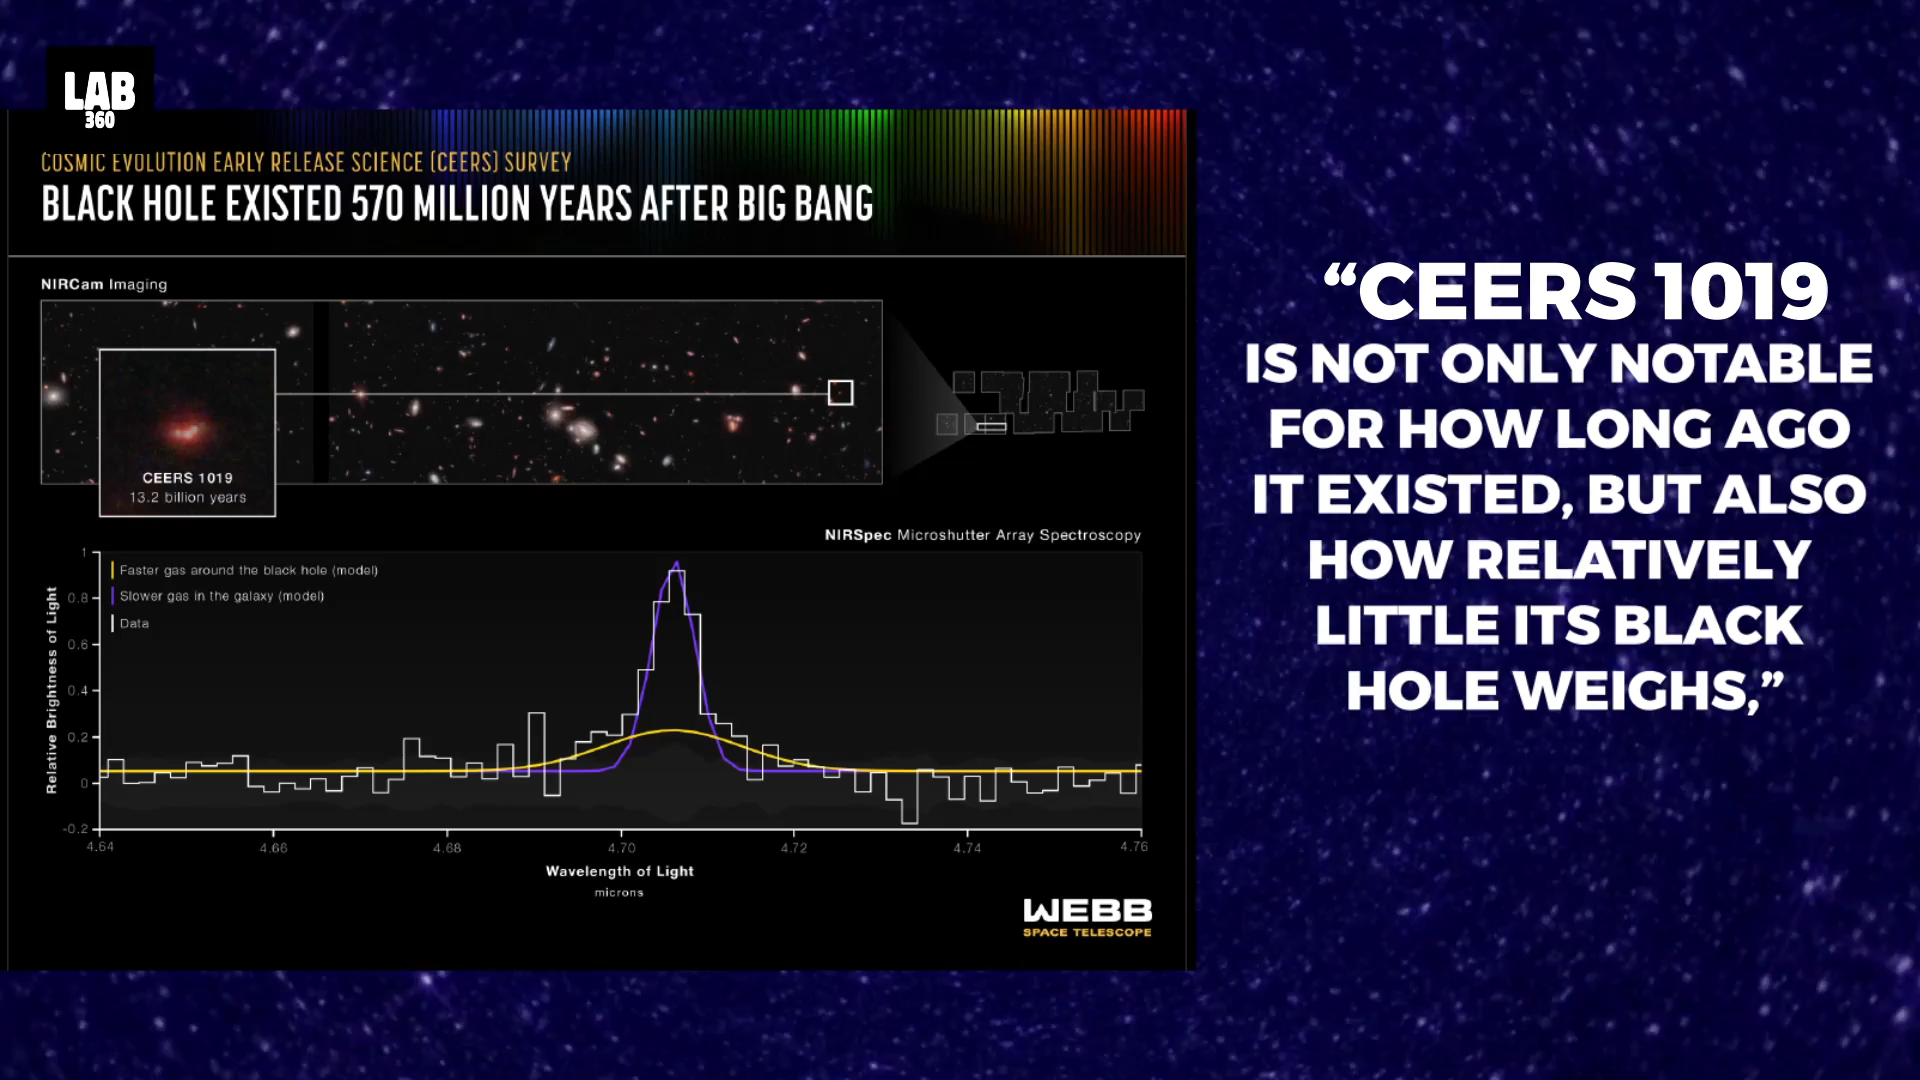 LAB
360
COSMIC EVOLUTION EARLY RELEASE SCIENCE (CEERS) SURVEY
BLACK HOLE EXISTED 570 MILLION YEARS AFTER BIG BANG
NIRCam Imaging
CEERS 1019
13.2 billion years
NIRSpec Microshutter Array Spectroscopy
Faster gas around the black hole (model)
Slower gas in the galaxy (model)
Data
Relative Brightness of Light
1
0.8
0.6
0.4
0.2
0
-0.2
4.64 4.66 4.68 4.70 4.72 4.74 4.76
Wavelength of Light
microns
WEBB
SPACE TELESCOPE
“CEERS 1019
IS NOT ONLY NOTABLE
FOR HOW LONG AGO
IT EXISTED, BUT ALSO
HOW RELATIVELY
LITTLE ITS BLACK
HOLE WEIGHS,”